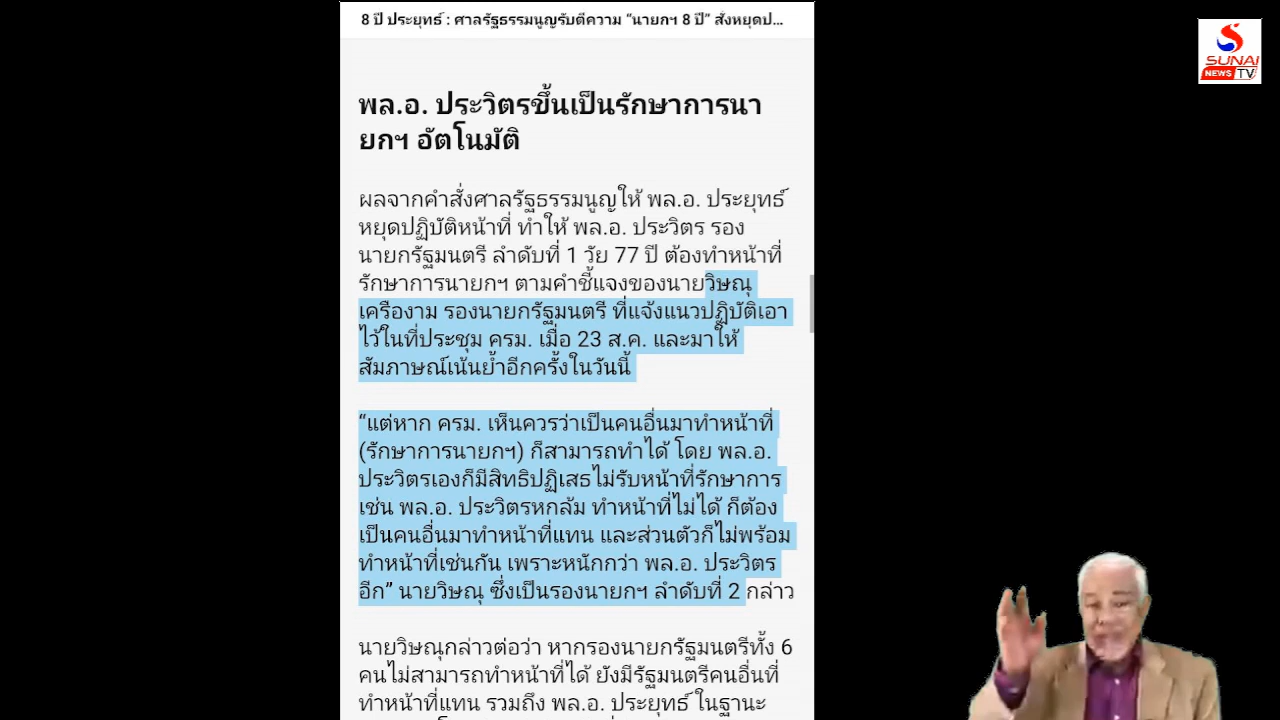 8 ปี ประยุทธ์ : ศาลรัฐธรรมนูญรับตีความ “นายกฯ 8 ปี” สั่งหยุดป...
SUNAI
NEWS TV
พล.อ. ประวิตรขึ้นเป็นรักษาการนา
ยกฯ อัตโนมัติ
ผลจากคำสั่งศาลรัฐธรรมนูญให้ พล.อ. ประยุทธ์
หยุดปฏิบัติหน้าที่ ทำให้ พล.อ. ประวิตร รอง
นายกรัฐมนตรี ลำดับที่ 1 วัย 77 ปี ต้องทำหน้าที่
รักษาการนายกฯ ตามคำชี้แจงของนายวิษณุ
เครืองาม รองนายกรัฐมนตรี ที่แจ้งแนวปฏิบัติเอา
ไว้ในที่ประชุม ครม. เมื่อ 23 ส.ค. และมาให้
สัมภาษณ์เน้นย้ำอีกครั้งในวันนี้
“แต่หาก ครม. เห็นควรว่าเป็นคนอื่นมาทำหน้าที่
(รักษาการนายกฯ) ก็สามารถทำได้ โดย พล.อ.
ประวิตรเองก็มีสิทธิปฏิเสธไม่รับหน้าที่รักษาการ
เช่น พล.อ. ประวิตรหกล้ม ทำหน้าที่ไม่ได้ ก็ต้อง
เป็นคนอื่นมาทำหน้าที่แทน และส่วนตัวก็ไม่พร้อม
ทำหน้าที่เช่นกัน เพราะหนักกว่า พล.อ. ประวิตร
อีก” นายวิษณุ ซึ่งเป็นรองนายกฯ ลำดับที่ 2 กล่าว
นายวิษณุกล่าวต่อว่า หากรองนายกรัฐมนตรีทั้ง 6
คนไม่สามารถทำหน้าที่ได้ ยังมีรัฐมนตรีคนอื่นที่
ทำหน้าที่แทน รวมถึง พล.อ. ประยุทธ์ ในฐานะ